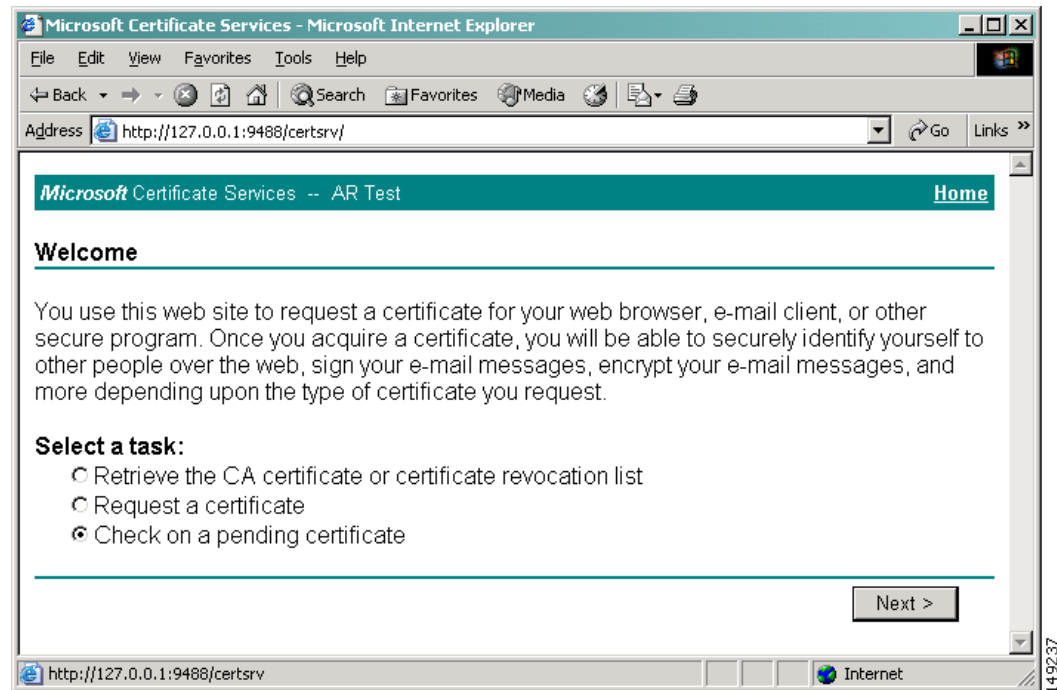 Microsoft Certificate Services - Microsoft Internet Explorer
File Edit View Favorites Tools Help
Back Search Favorites Media
Address http://127.0.0.1:9488/certsrv/ Go Links »
Microsoft Certificate Services -- AR Test Home
Welcome
You use this web site to request a certificate for your web browser, e-mail client, or other
secure program. Once you acquire a certificate, you will be able to securely identify yourself to
other people over the web, sign your e-mail messages, encrypt your e-mail messages, and
more depending upon the type of certificate you request.
Select a task:
Retrieve the CA certificate or certificate revocation list
Request a certificate
Check on a pending certificate
Next >
http://127.0.0.1:9488/certsrv Internet
149237